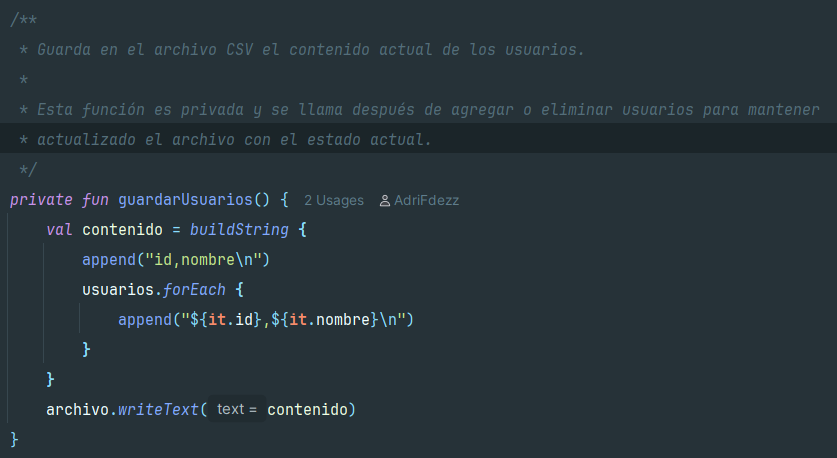 /**
 * Guarda en el archivo CSV el contenido actual de los usuarios.
 *
 * Esta función es privada y se llama después de agregar o eliminar usuarios para mantener
 * actualizado el archivo con el estado actual.
 */
private fun guardarUsuarios() { 2 Usages AdriFdezz
    val contenido = buildString {
        append("id,nombre\n")
        usuarios.forEach {
            append("${it.id},${it.nombre}\n")
        }
    }
    archivo.writeText( text = contenido)
}